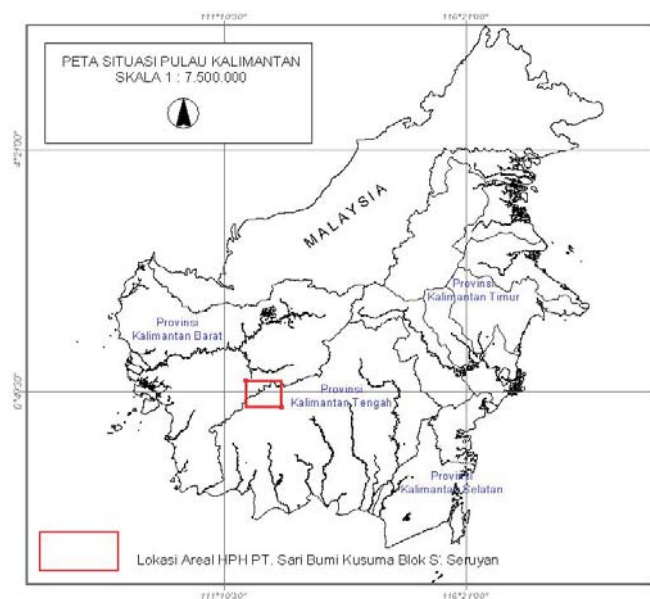 111°10'30" 116°21'00"
PETA SITUASI PULAU KALIMANTAN
SKALA 1 : 7.500.000
4°21'00"
MALAYSIA
Provinsi
Kalimantan Timur
Provinsi
Kalimantan Barat
0°49'30"
Provinsi
Kalimantan Tengah
Provinsi
Kalimantan Selatan
Lokasi Areal HPH PT. Sari Bumi Kusuma Blok S. Seruyan
111°10'30" 116°21'00"